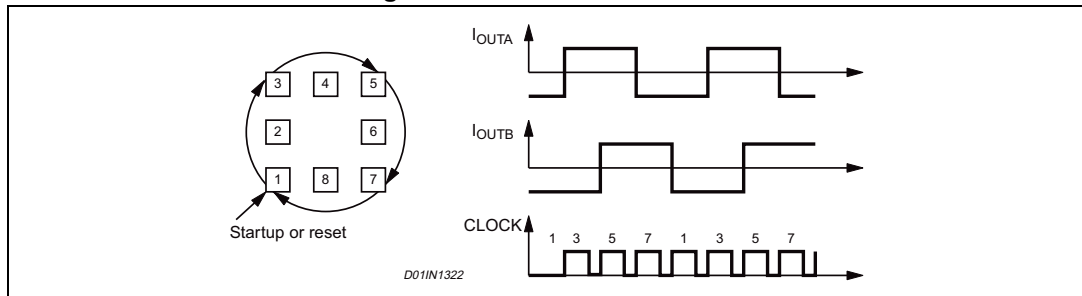 3 4 5
2 6
1 8 7
Startup or reset
IOUTA
IOUTB
CLOCK
1 3 5 7 1 3 5 7
D01IN1322